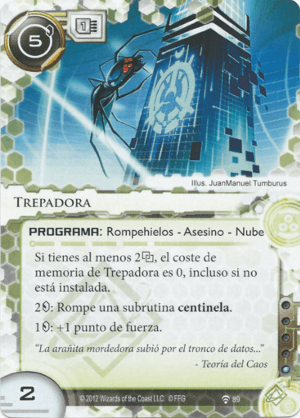 5
1
Illus. JuanManuel Tumburus
TREPADORA
PROGRAMA: Rompehielos - Asesino - Nube
Si tienes al menos 2, el coste de
memoria de Trepadora es 0, incluso si no
está instalada.
2: Rompe una subrutina centinela.
1: +1 punto de fuerza.
"La arañita mordedora subió por el tronco de datos..."
- Teoría del Caos
2
© 2012 Wizards of the Coast LLC. © FFG
89